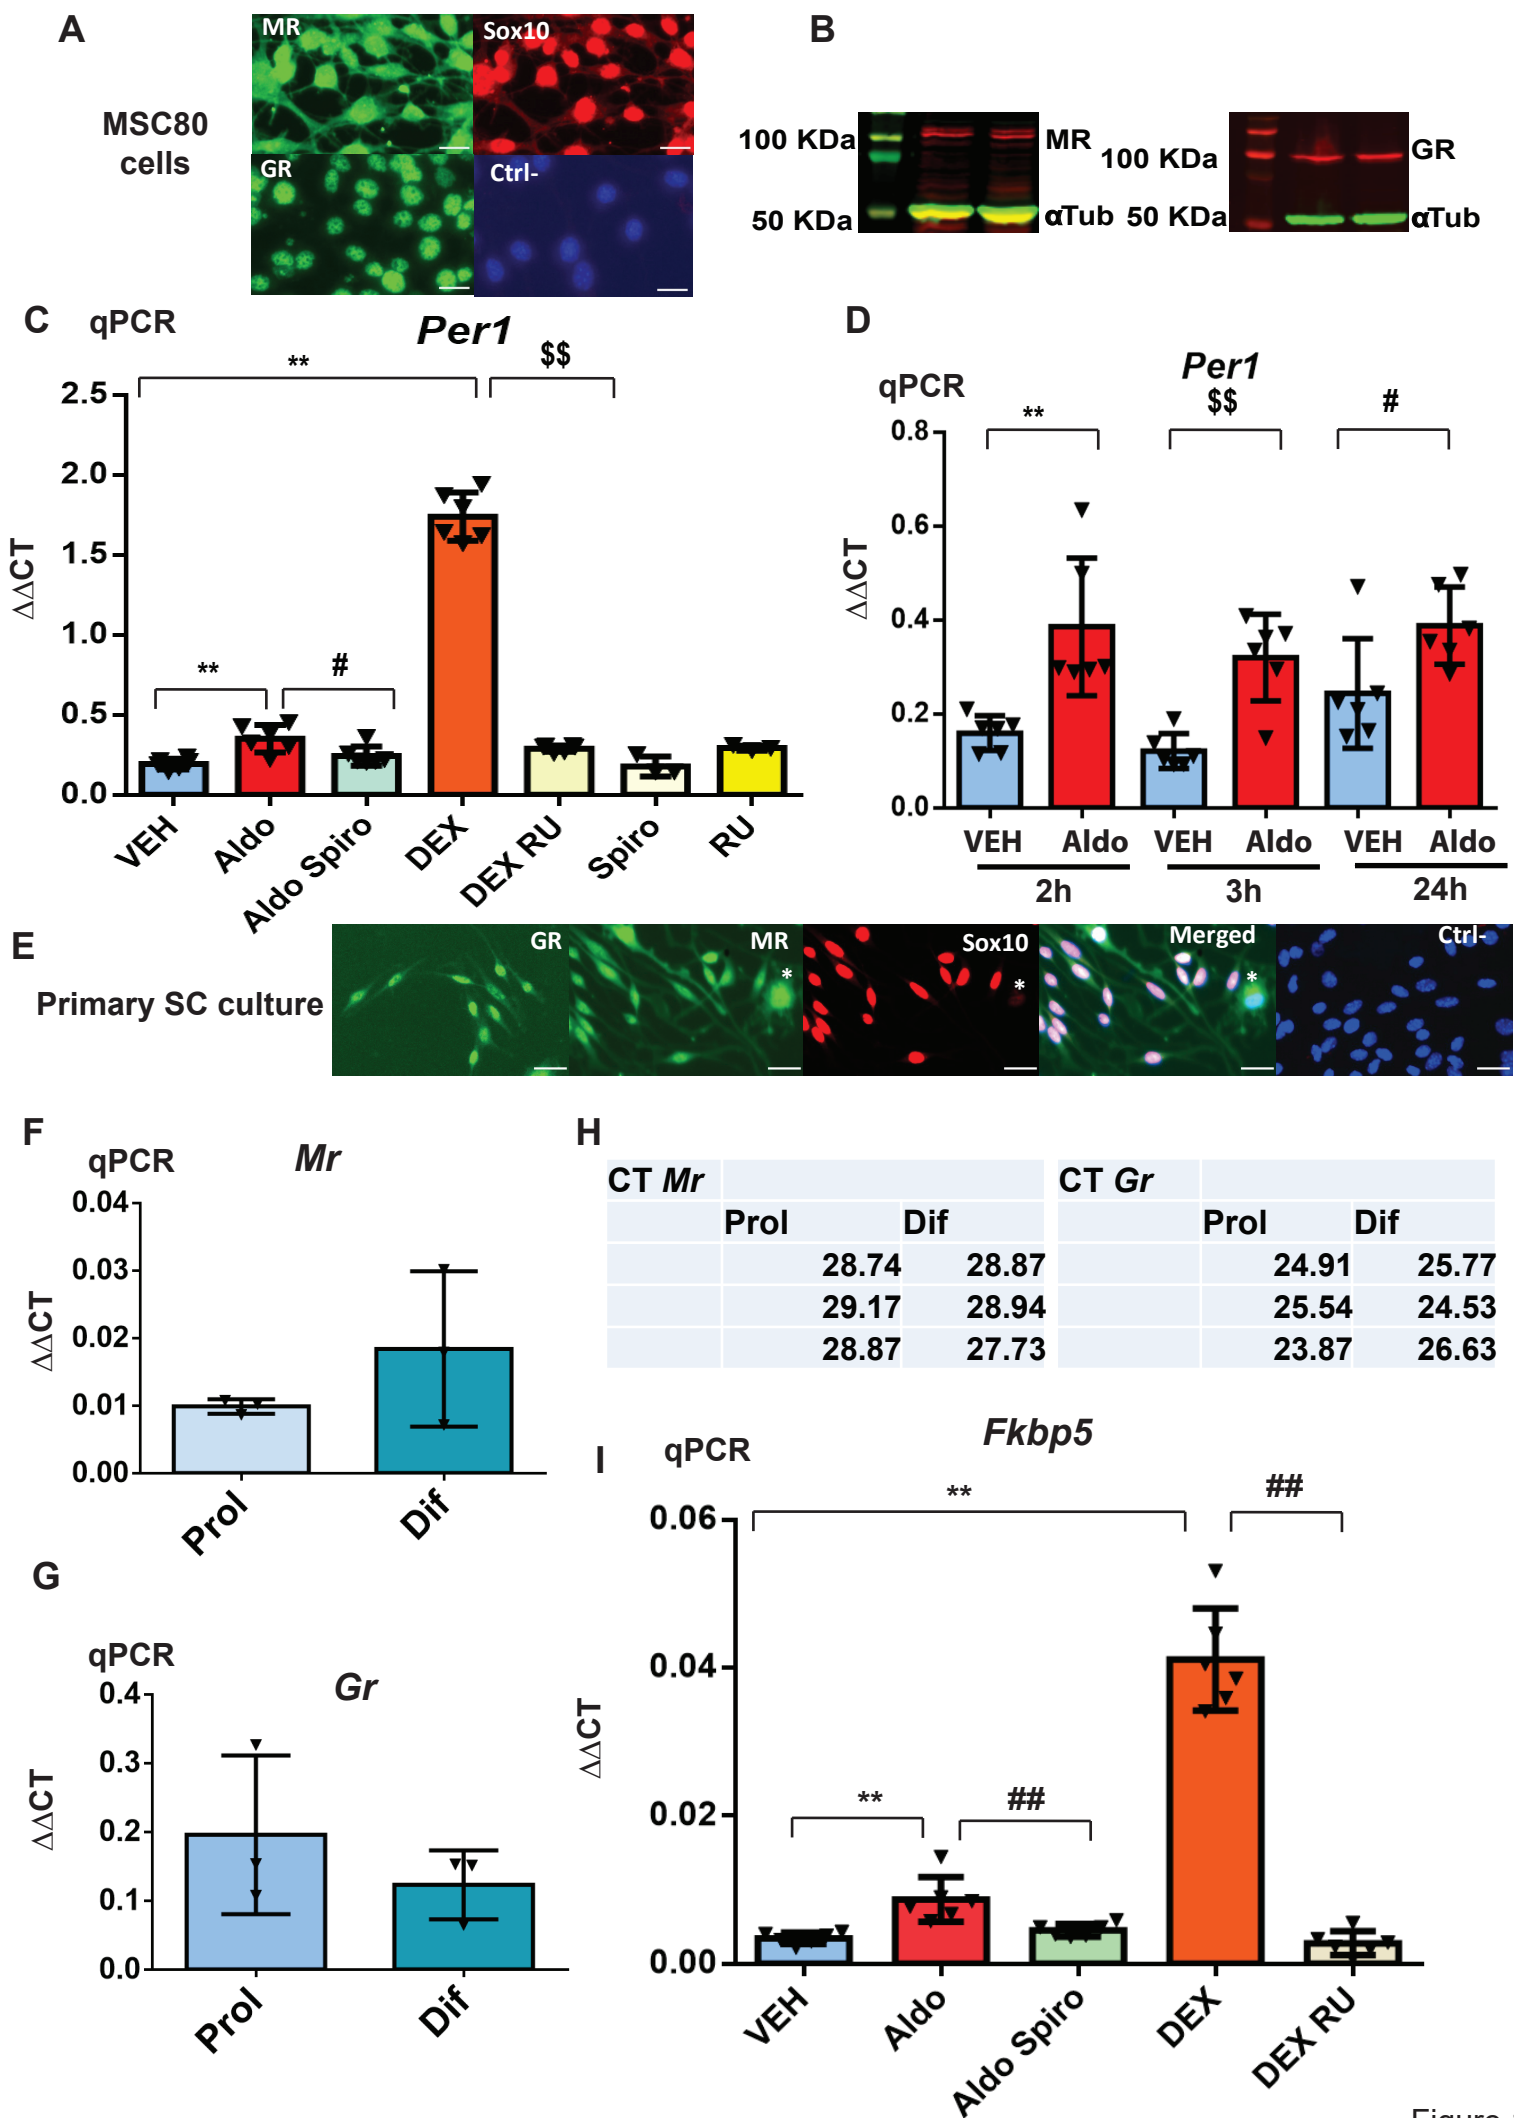 A
MSC80
cells
MR
Sox10
GR
Ctrl-
B
100 KDa
50 KDa
MR
αTub
100 KDa
50 KDa
GR
αTub
C
qPCR
Per1
**
$$
2.5
2.0
1.5
1.0
0.5
0.0
ΔΔCT
**
#
VEH
Aldo
Aldo Spiro
DEX
DEX RU
Spiro
RU
D
qPCR
Per1
**
$$
#
0.8
0.6
0.4
0.2
0.0
ΔΔCT
VEH Aldo VEH Aldo VEH Aldo
2h 3h 24h
E
Primary SC culture
GR
MR
*
Sox10
*
Merged
*
Ctrl-
F
qPCR
Mr
0.04
0.03
0.02
0.01
0.00
ΔΔCT
Prol
Dif
G
qPCR
Gr
0.4
0.3
0.2
0.1
0.0
ΔΔCT
Prol
Dif
H
CT Mr
Prol Dif
28.74 28.87
29.17 28.94
28.87 27.73
CT Gr
Prol Dif
24.91 25.77
25.54 24.53
23.87 26.63
I
qPCR
Fkbp5
**
##
0.06
0.04
0.02
0.00
ΔΔCT
**
##
VEH
Aldo
Aldo Spiro
DEX
DEX RU